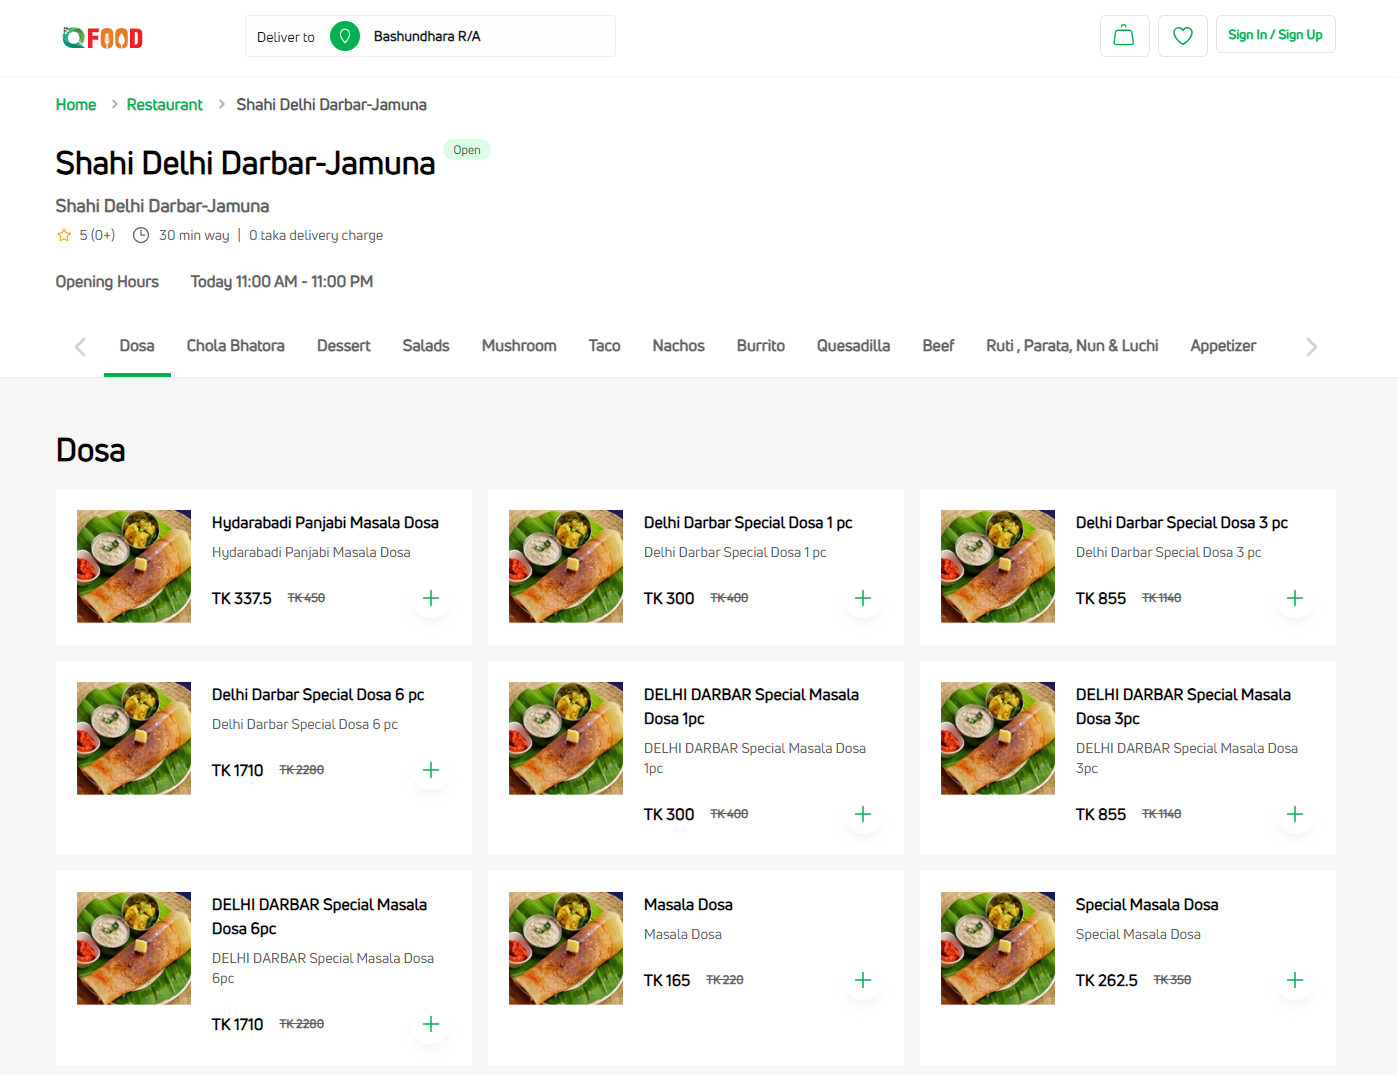 QFOOD
Deliver to Bashundhara R/A
Sign In / Sign Up
Home > Restaurant > Shahi Delhi Darbar-Jamuna
Shahi Delhi Darbar-Jamuna Open
Shahi Delhi Darbar-Jamuna
5 (0+) 30 min way | 0 taka delivery charge
Opening Hours Today 11:00 AM - 11:00 PM
Dosa Chola Bhatora Dessert Salads Mushroom Taco Nachos Burrito Quesadilla Beef Ruti , Parata, Nun & Luchi Appetizer
Dosa
Hydarabadi Panjabi Masala Dosa
Hydarabadi Panjabi Masala Dosa
TK 337.5 TK 450
Delhi Darbar Special Dosa 1 pc
Delhi Darbar Special Dosa 1 pc
TK 300 TK 400
Delhi Darbar Special Dosa 3 pc
Delhi Darbar Special Dosa 3 pc
TK 855 TK 1140
Delhi Darbar Special Dosa 6 pc
Delhi Darbar Special Dosa 6 pc
TK 1710 TK 2280
DELHI DARBAR Special Masala
Dosa 1pc
DELHI DARBAR Special Masala Dosa
1pc
TK 300 TK 400
DELHI DARBAR Special Masala
Dosa 3pc
DELHI DARBAR Special Masala Dosa
3pc
TK 855 TK 1140
DELHI DARBAR Special Masala
Dosa 6pc
DELHI DARBAR Special Masala Dosa
6pc
TK 1710 TK 2280
Masala Dosa
Masala Dosa
TK 165 TK 220
Special Masala Dosa
Special Masala Dosa
TK 262.5 TK 350